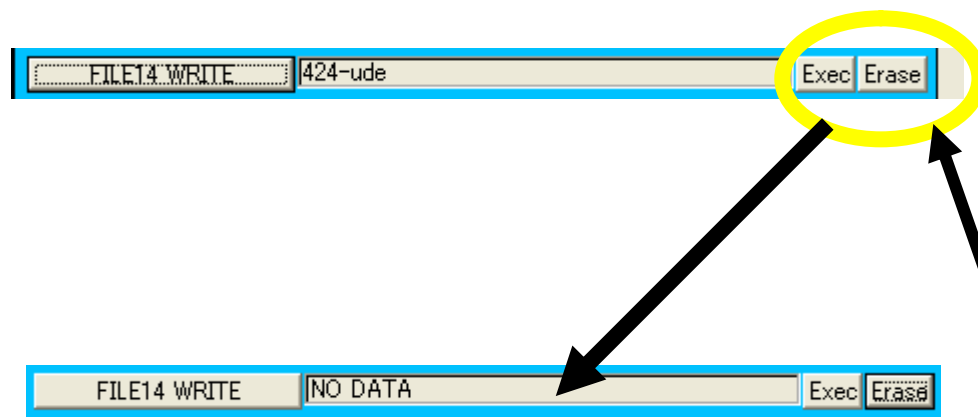 FILE14 WRITE 424-ude Exec Erase
FILE14 WRITE NO DATA Exec Erase